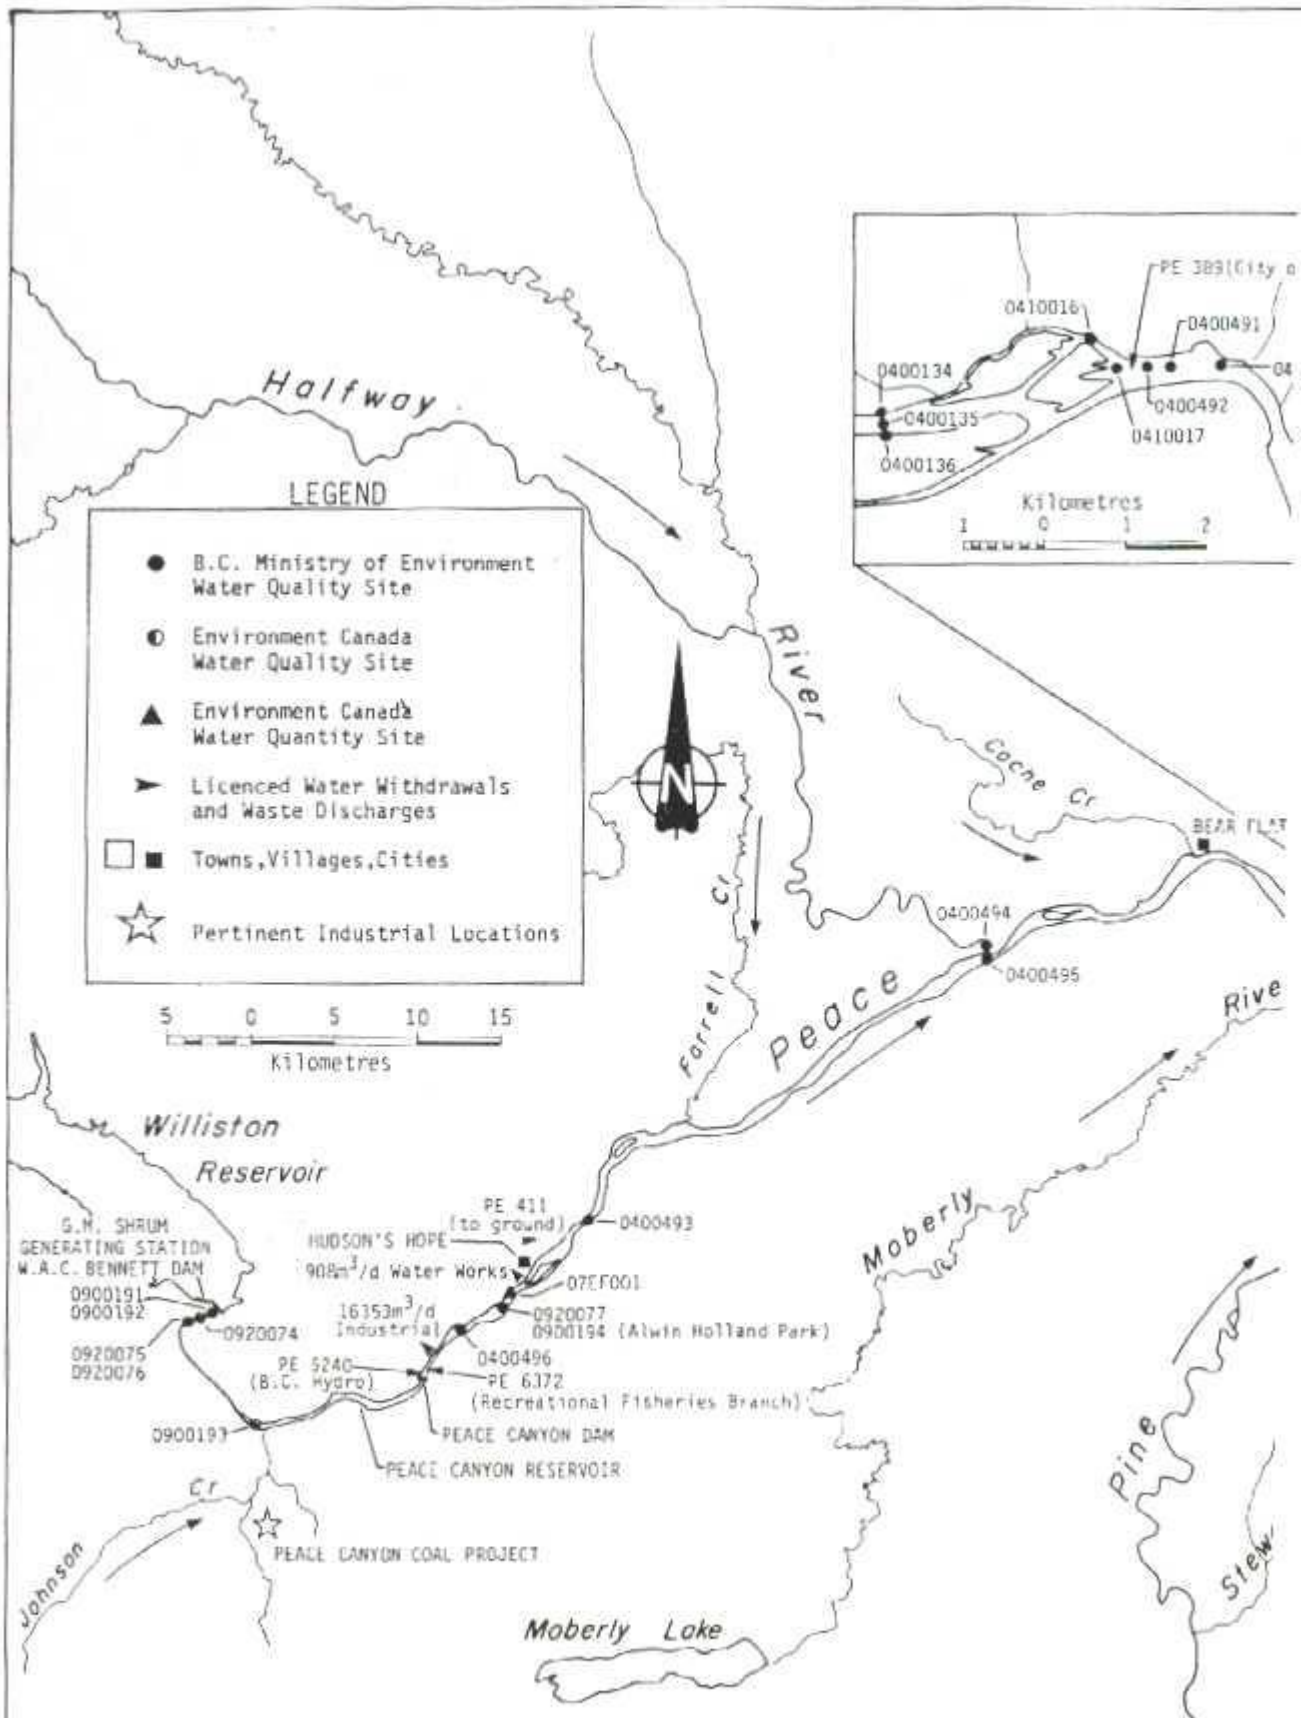 Halfway
River
LEGEND
B.C. Ministry of Environment
Water Quality Site
Environment Canada
Water Quality Site
Environment Canada
Water Quantity Site
Licenced Water Withdrawals
and Waste Discharges
Towns,Villages,Cities
Pertinent Industrial Locations
5 0 5 10 15
Kilometres
N
PE 389(City o
0410016
0400491
0400134
04
0400135
0400492
0410017
0400136
Kilometres
1 0 1 2
Cr
BEAR FLAT
Farrell Cr
0400494
0400495
Peace
Rive
Moberly
Williston
Reservoir
G.M. SHRUM
GENERATING STATION
W.A.C. BENNETT DAM
0900191
0900192
0920074
0920075
0920076
0900193
PE 411
(to ground)
0400493
HUDSON'S HOPE
908m³/d Water Works
07EF001
16353m³/d
Industrial
0920077
0900194 (Alwin Holland Park)
0400496
PE 5240
(B.C. Hydro)
PE 6372
(Recreational Fisheries Branch)
PEACE CANYON DAM
PEACE CANYON RESERVOIR
Johnson Cr
PEACE CANYON COAL PROJECT
Moberly Lake
Pine
Stew